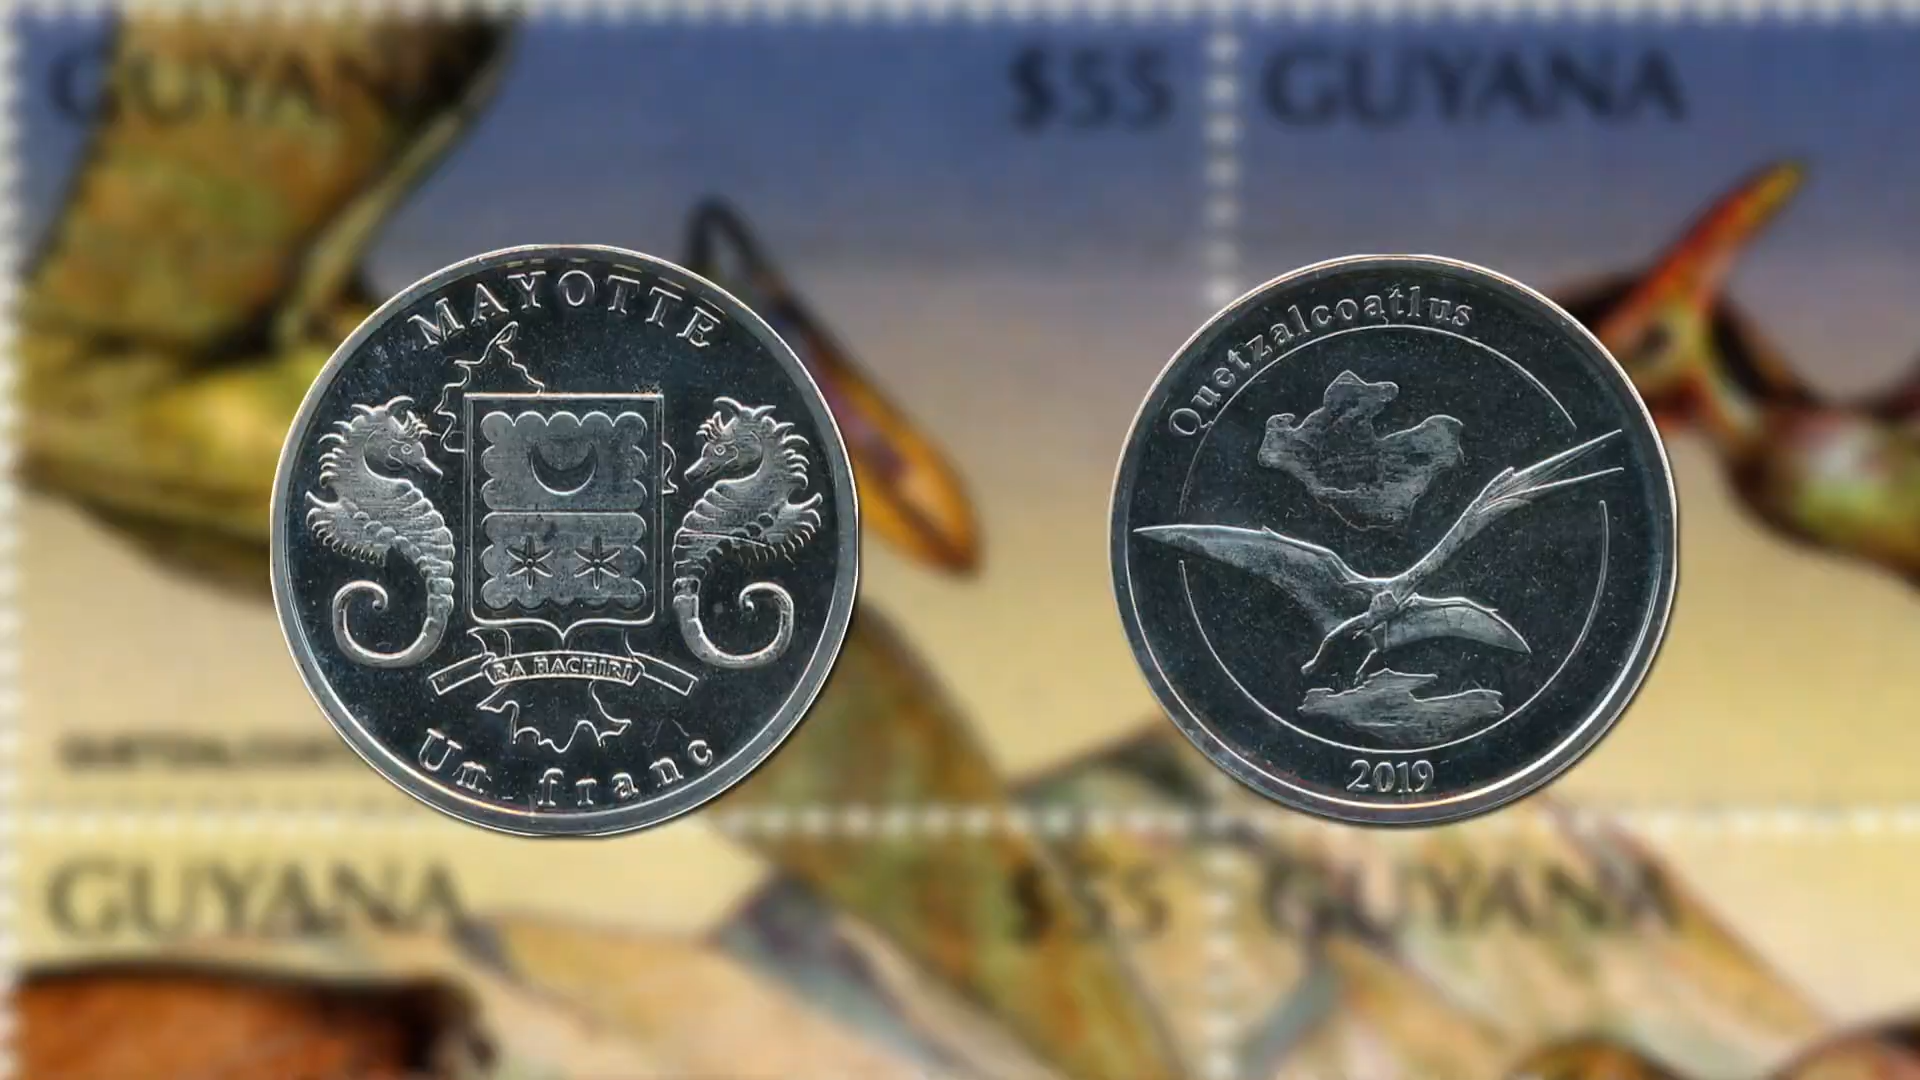 GUYANA
$55
GUYANA
MAYOTTE
RA HACHIRI
Un franc
Quetzalcoatlus
2019
GUYANA
$55
GUYANA